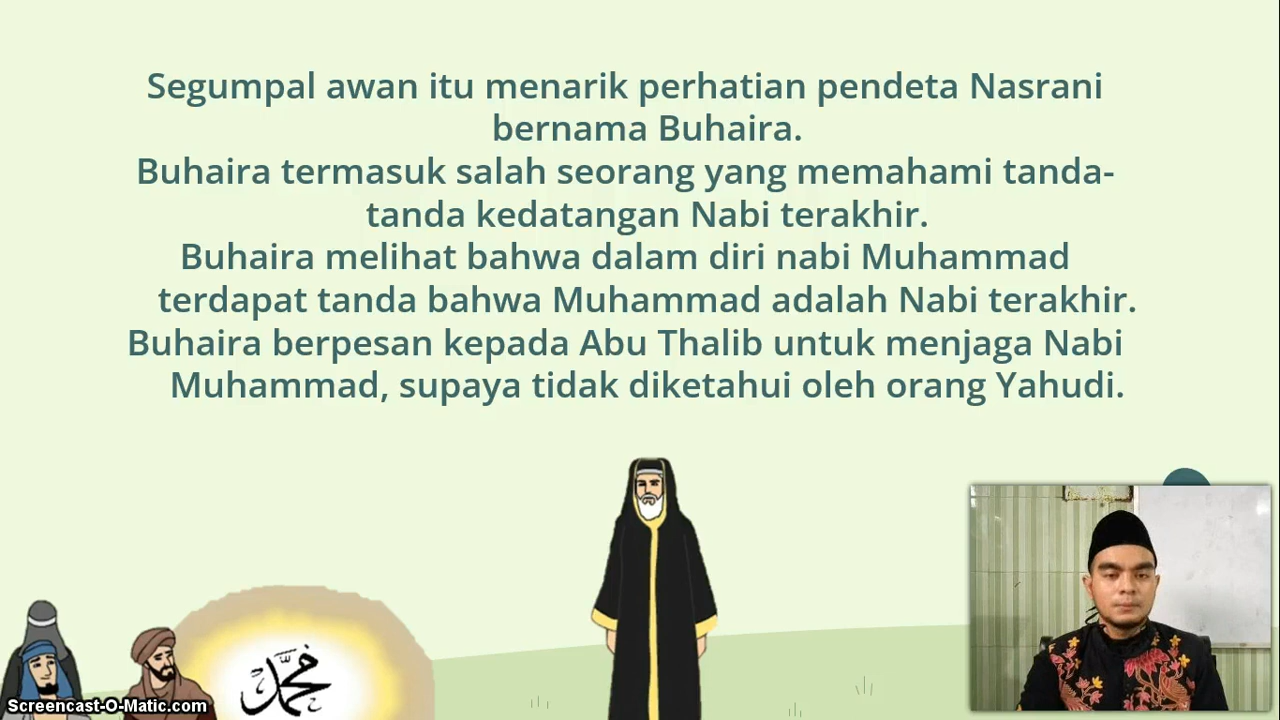 Segumpal awan itu menarik perhatian pendeta Nasrani
bernama Buhaira.
Buhaira termasuk salah seorang yang memahami tanda-
tanda kedatangan Nabi terakhir.
Buhaira melihat bahwa dalam diri nabi Muhammad
terdapat tanda bahwa Muhammad adalah Nabi terakhir.
Buhaira berpesan kepada Abu Thalib untuk menjaga Nabi
Muhammad, supaya tidak diketahui oleh orang Yahudi.
محمد
Screencast-O-Matic.com